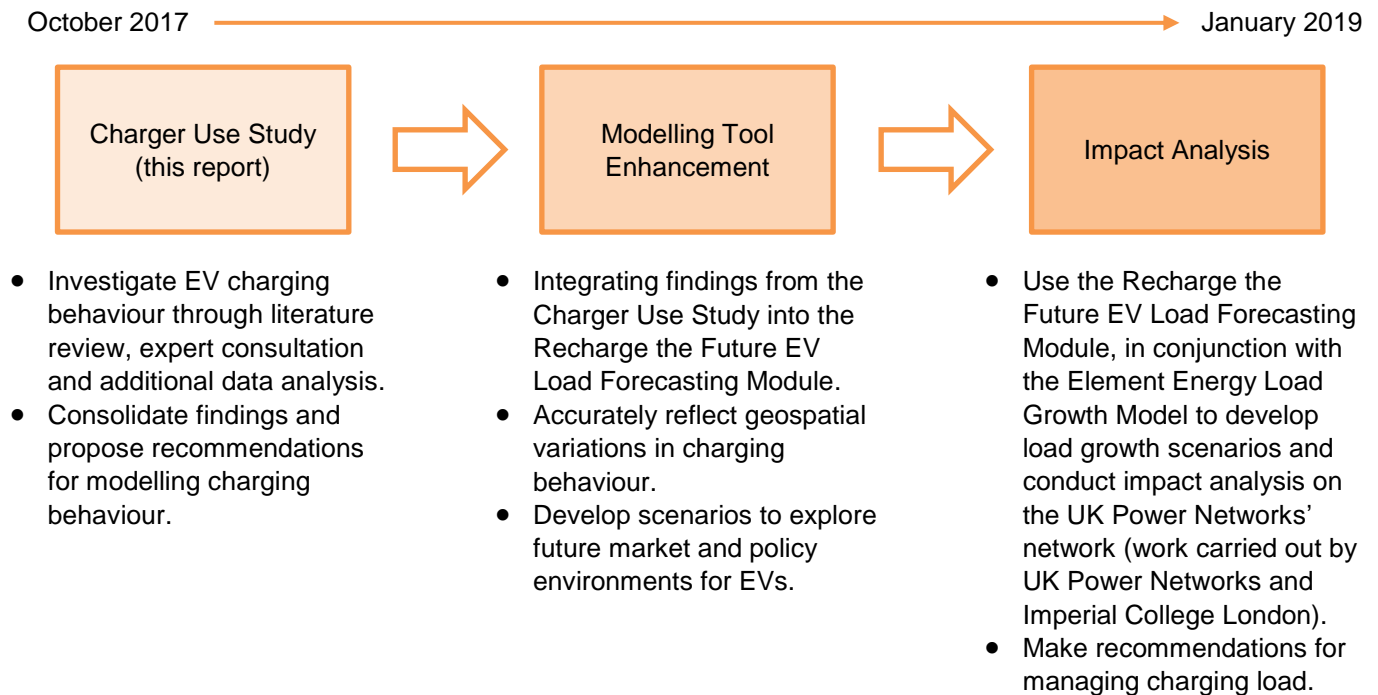 October 2017
January 2019
Charger Use Study
(this report)
Modelling Tool
Enhancement
Impact Analysis
• Investigate EV charging
behaviour through literature
review, expert consultation
and additional data analysis.
• Consolidate findings and
propose recommendations
for modelling charging
behaviour.
• Integrating findings from the
Charger Use Study into the
Recharge the Future EV
Load Forecasting Module.
• Accurately reflect geospatial
variations in charging
behaviour.
• Develop scenarios to explore
future market and policy
environments for EVs.
• Use the Recharge the
Future EV Load Forecasting
Module, in conjunction with
the Element Energy Load
Growth Model to develop
load growth scenarios and
conduct impact analysis on
the UK Power Networks’
network (work carried out by
UK Power Networks and
Imperial College London).
• Make recommendations for
managing charging load.